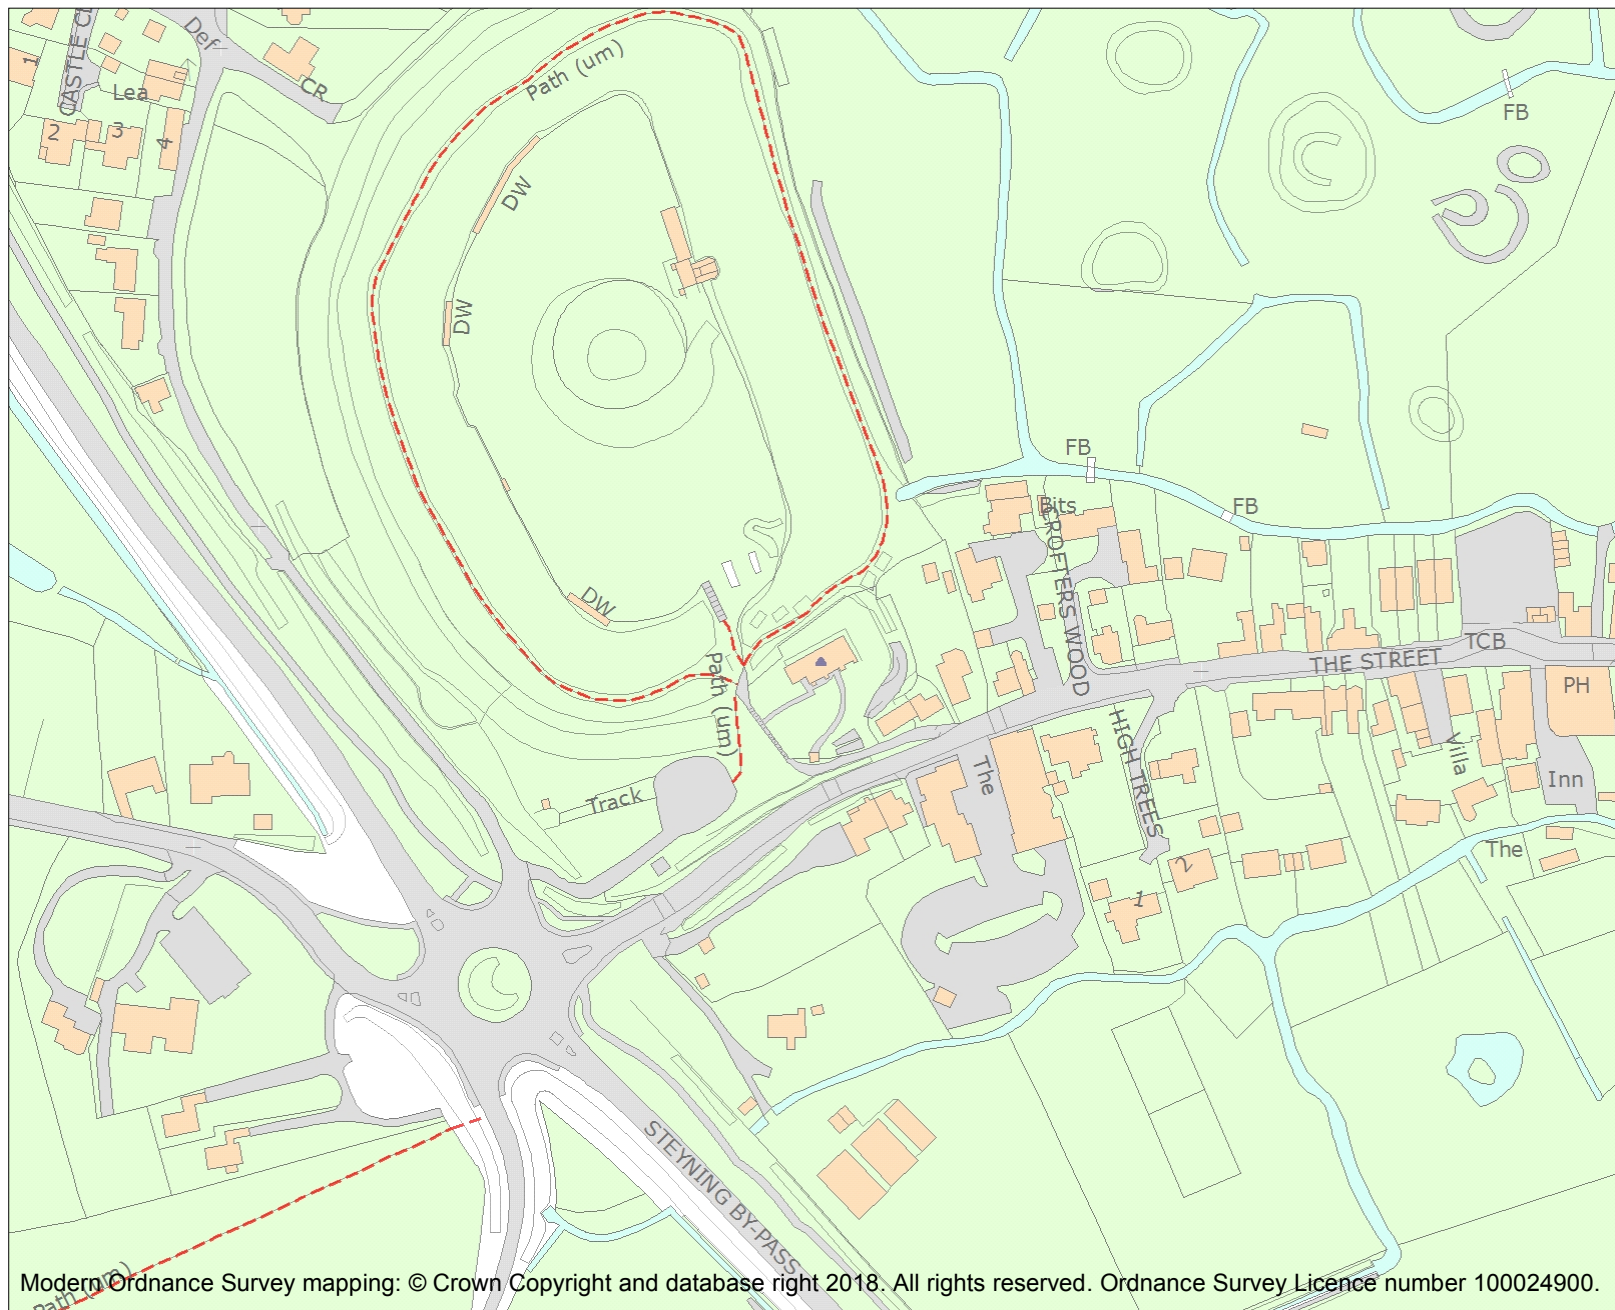 Def
CASTLE CL
1
Lea
CR
Path (um)
2
3
4
FB
DW
DW
FB
Bits
FB
CROFTERS WOOD
DW
TCB
THE STREET
Path (um)
PH
HIGH TREES
Villa
The
Inn
Track
The
2
1
STEYNING BY-PASS
Path (um)
Modern Ordnance Survey mapping: © Crown Copyright and database right 2018. All rights reserved. Ordnance Survey Licence number 100024900.